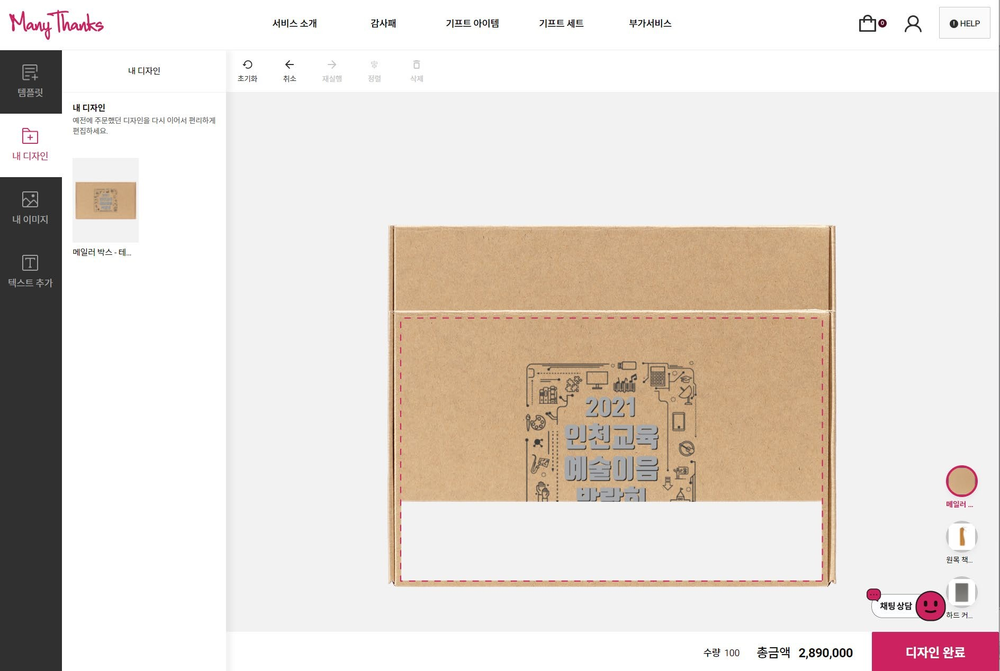 Many Thanks
서비스 소개
감사패
기프트 아이템
기프트 세트
부가서비스
0
HELP
템플릿
내 디자인
내 이미지
텍스트 추가
내 디자인
내 디자인
예전에 주문했던 디자인을 다시 이어서 편리하게
편집하세요.
메일러 박스 - 테...
초기화
취소
재실행
정렬
삭제
2021
인천교육
예술이음
메일러 ...
원목 책...
하드 커...
채팅 상담
수량 100
총금액 2,890,000
디자인 완료